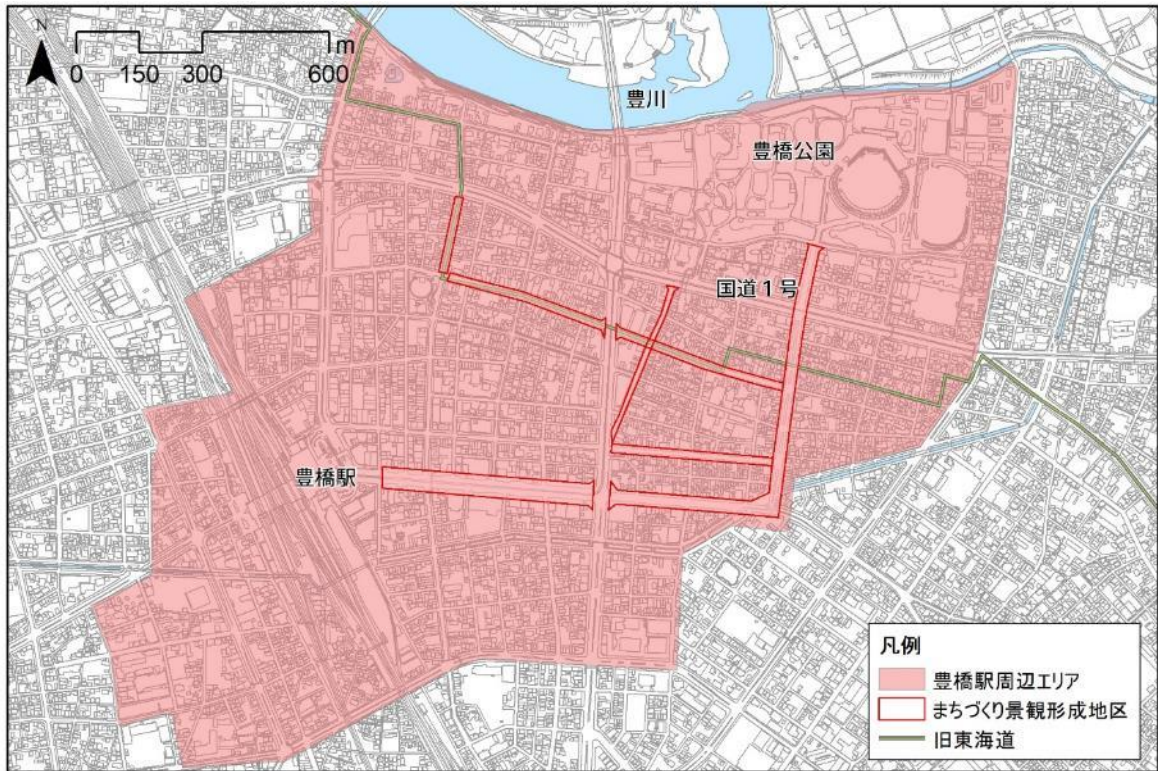 N
m
0 150 300 600
豊川
豊橋公園
国道1号
豊橋駅
凡例
豊橋駅周辺エリア
まちづくり景観形成地区
旧東海道